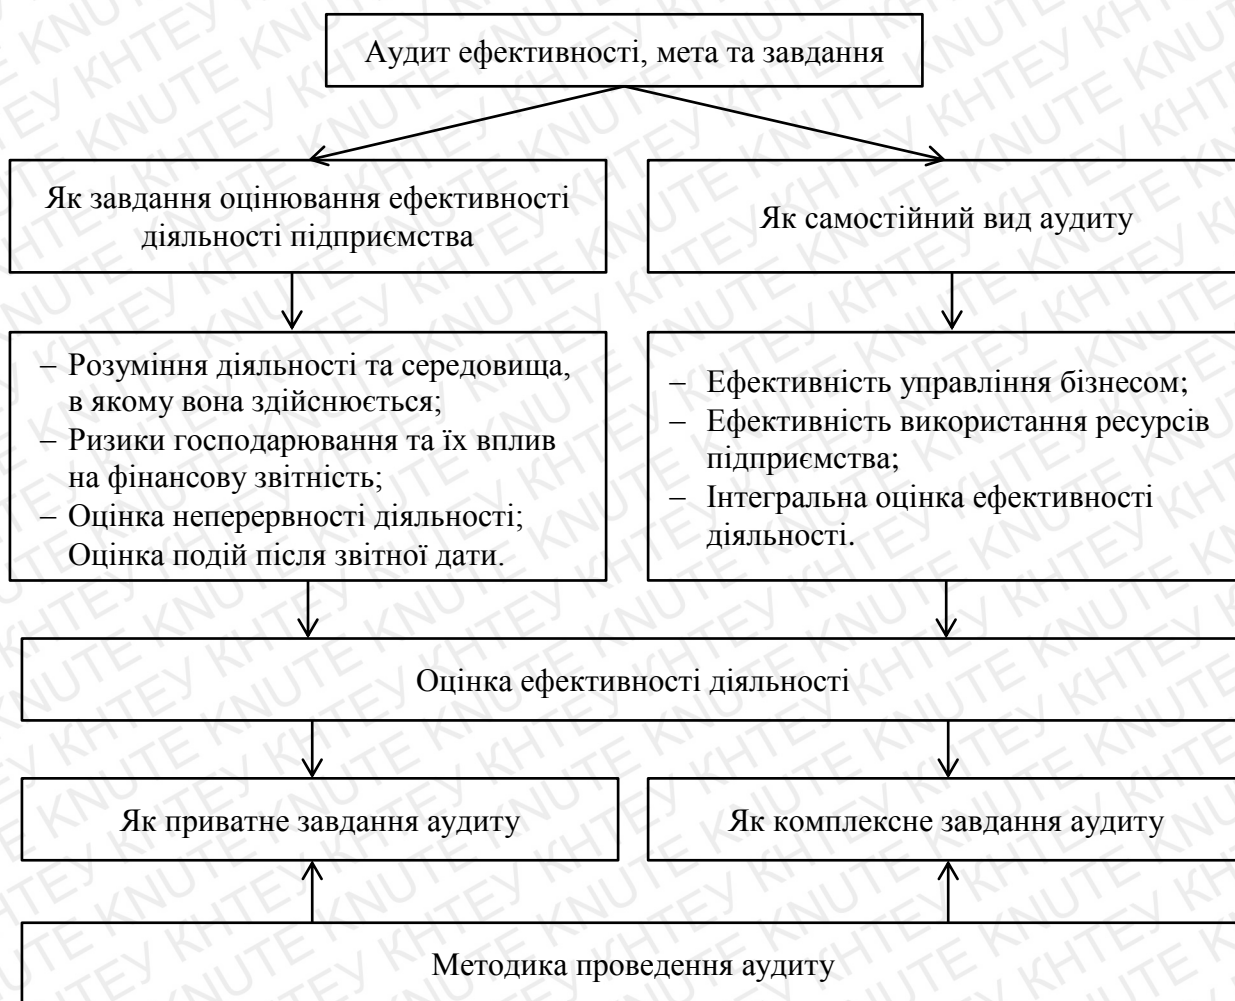 Аудит ефективності, мета та завдання
Як завдання оцінювання ефективності
діяльності підприємства
Як самостійний вид аудиту
– Розуміння діяльності та середовища,
в якому вона здійснюється;
– Ризики господарювання та їх вплив
на фінансову звітність;
– Оцінка неперервності діяльності;
Оцінка подій після звітної дати.
– Ефективність управління бізнесом;
– Ефективність використання ресурсів
підприємства;
– Інтегральна оцінка ефективності
діяльності.
Оцінка ефективності діяльності
Як приватне завдання аудиту
Як комплексне завдання аудиту
Методика проведення аудиту